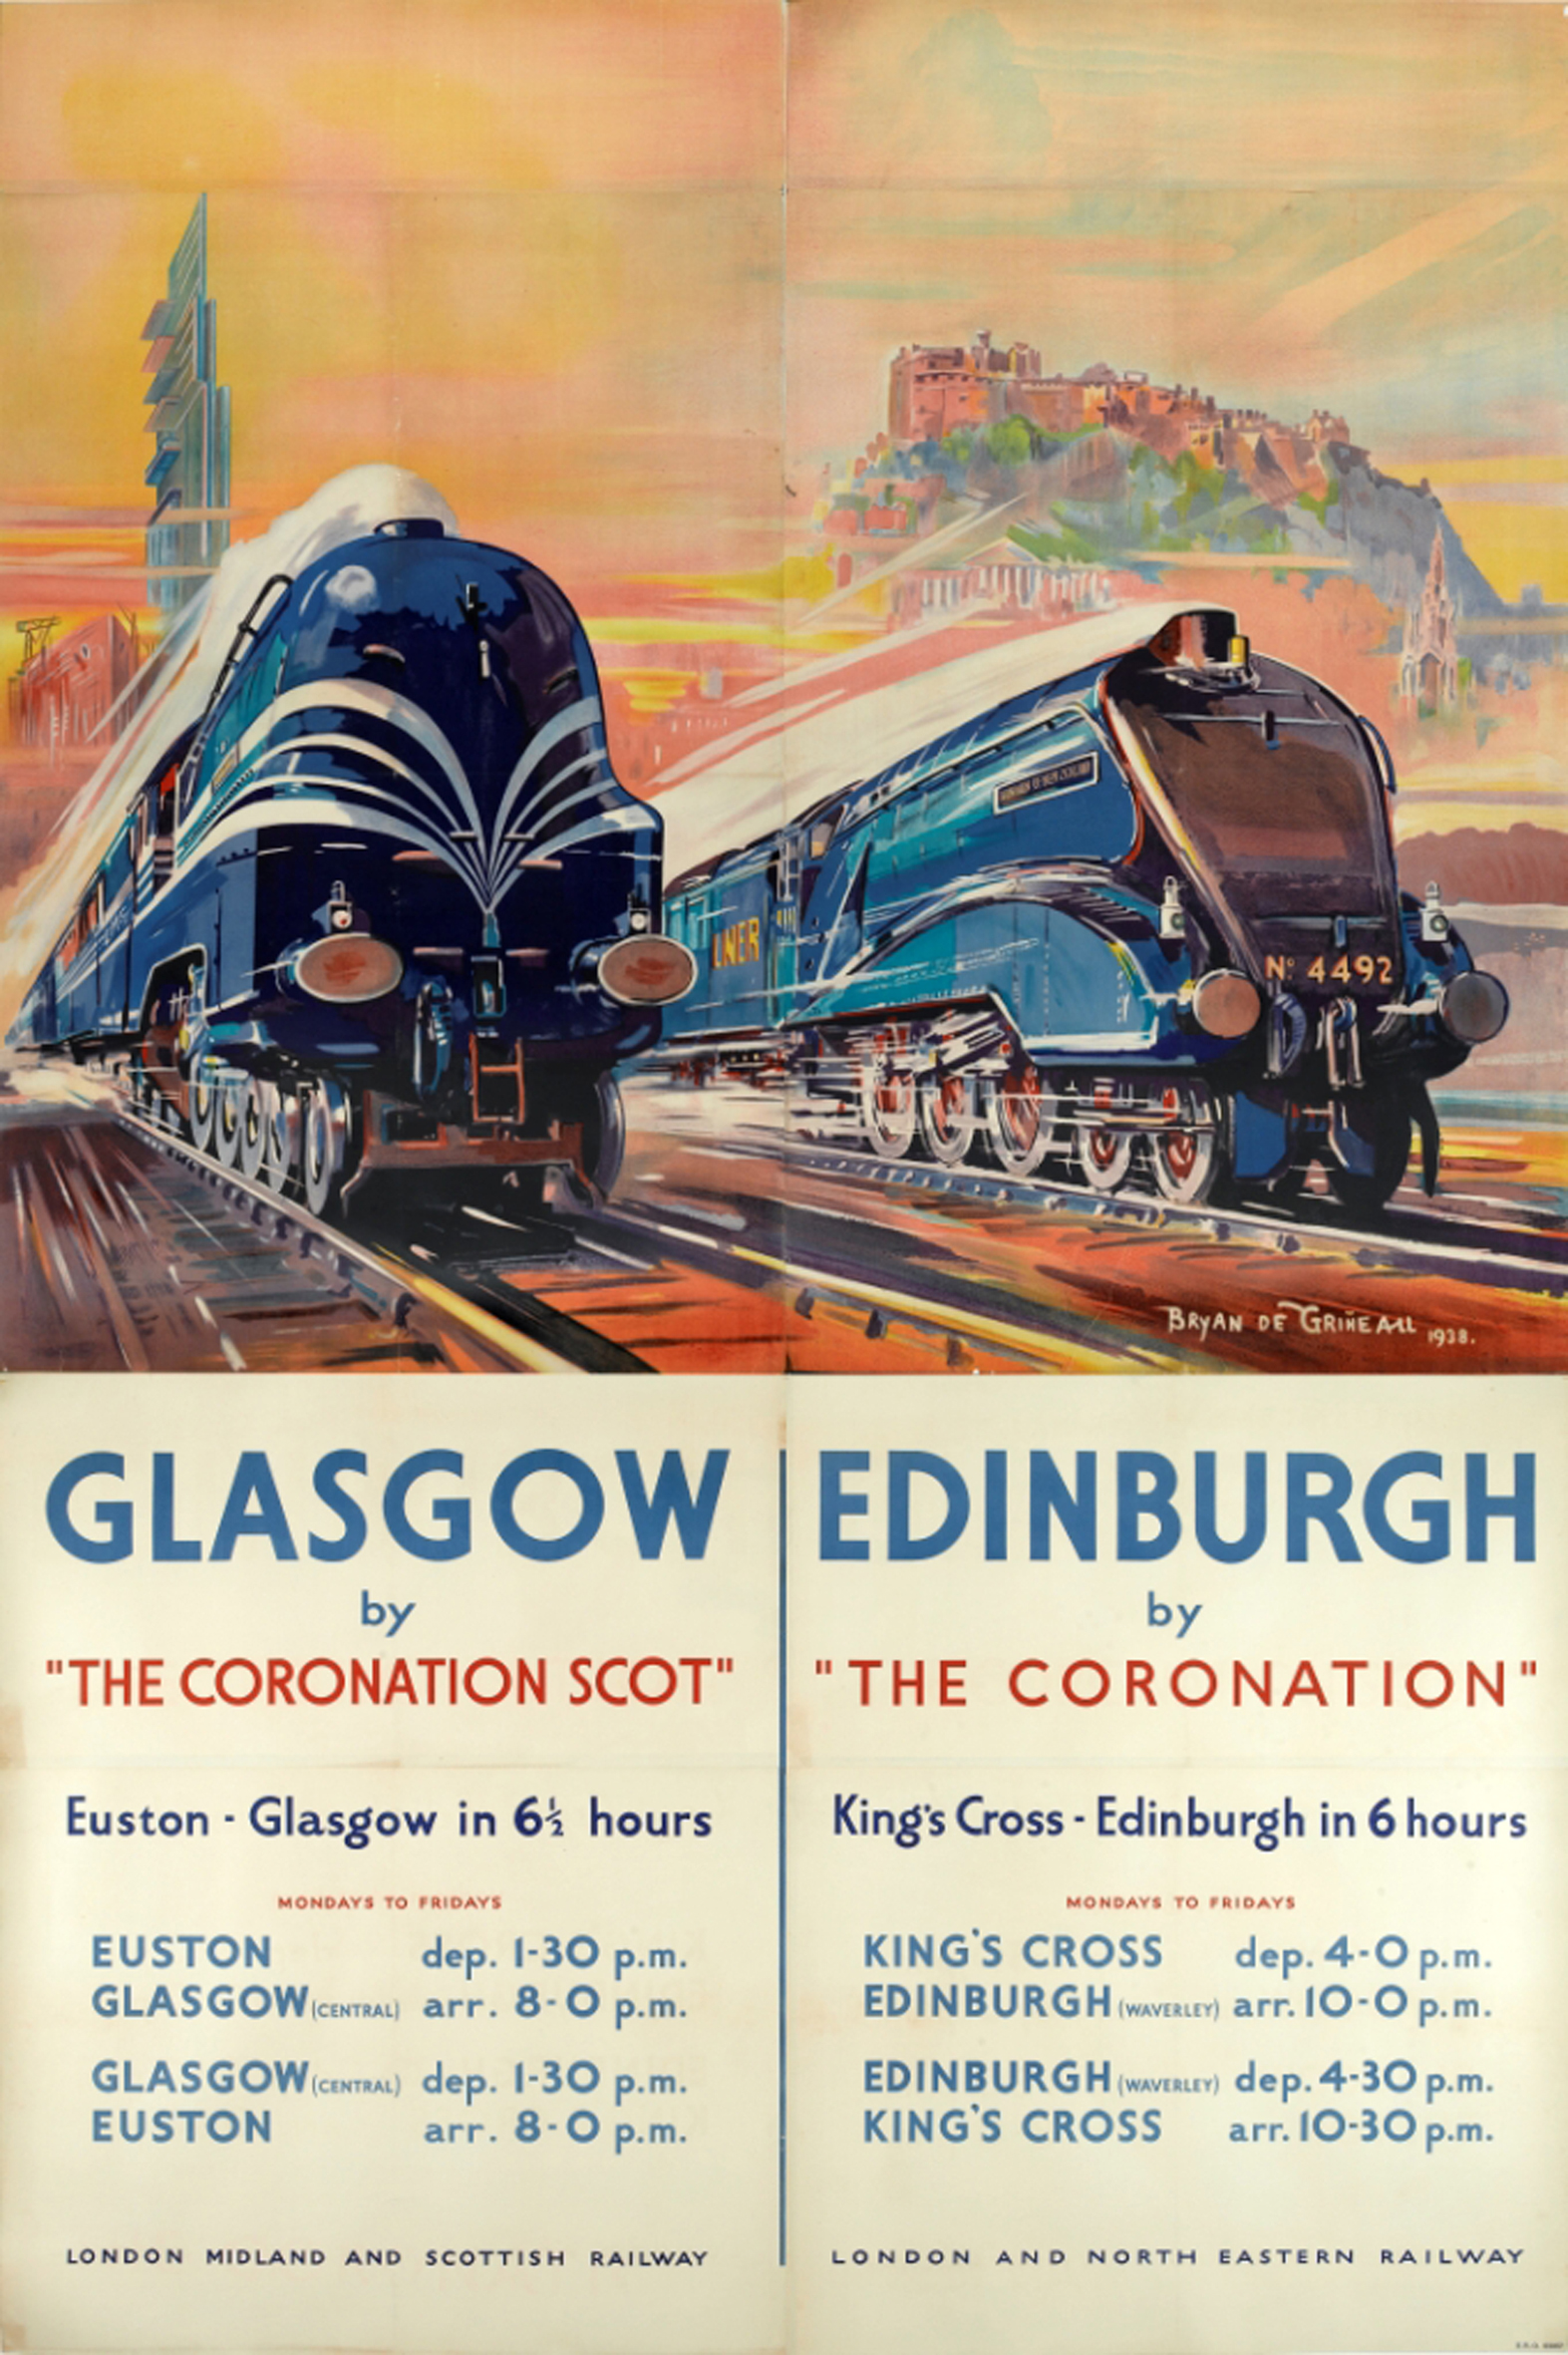 LNER
Nº 4492
BRYAN DE GRINEAU 1938.
GLASGOW
by
"THE CORONATION SCOT"
Euston - Glasgow in 6½ hours
MONDAYS TO FRIDAYS
EUSTON dep. 1-30 p.m.
GLASGOW (CENTRAL) arr. 8-0 p.m.
GLASGOW (CENTRAL) dep. 1-30 p.m.
EUSTON arr. 8-0 p.m.
LONDON MIDLAND AND SCOTTISH RAILWAY
EDINBURGH
by
"THE CORONATION"
King's Cross - Edinburgh in 6 hours
MONDAYS TO FRIDAYS
KING'S CROSS dep. 4-0 p.m.
EDINBURGH (WAVERLEY) arr. 10-0 p.m.
EDINBURGH (WAVERLEY) dep. 4-30 p.m.
KING'S CROSS arr. 10-30 p.m.
LONDON AND NORTH EASTERN RAILWAY